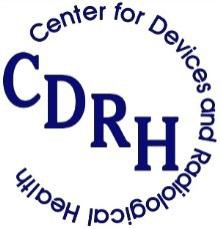 Center for Devices and Radiological Health
CDRH